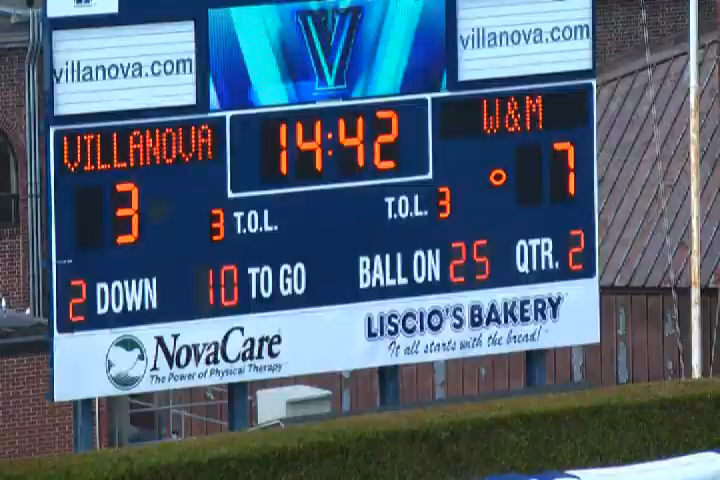 villanova.com
villanova.com
VILLANOVA 14:42 W&M
3 7
3 T.O.L. T.O.L. 3
2 DOWN 10 TO GO BALL ON 25 QTR. 2
NovaCare
The Power of Physical Therapy
LISCIO'S BAKERY
It all starts with the bread!